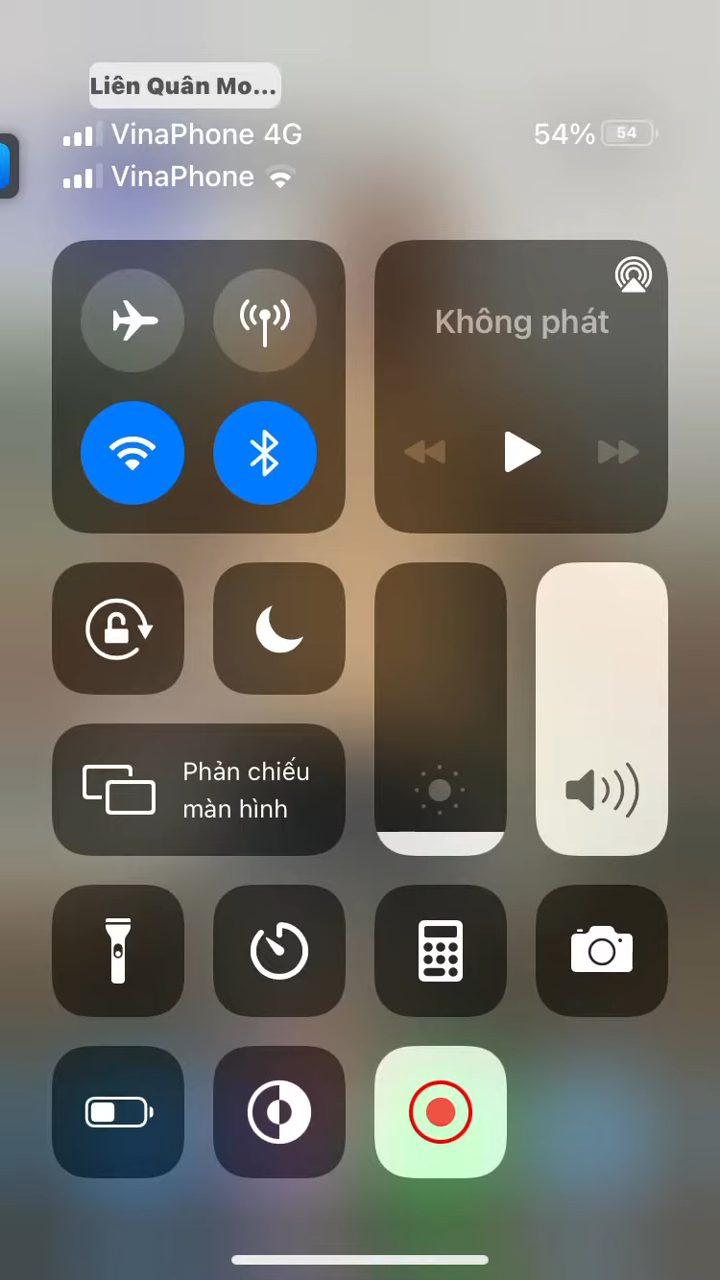 Liên Quân Mo...
VinaPhone 4G
54%
54
VinaPhone
Không phát
Phản chiếu
màn hình